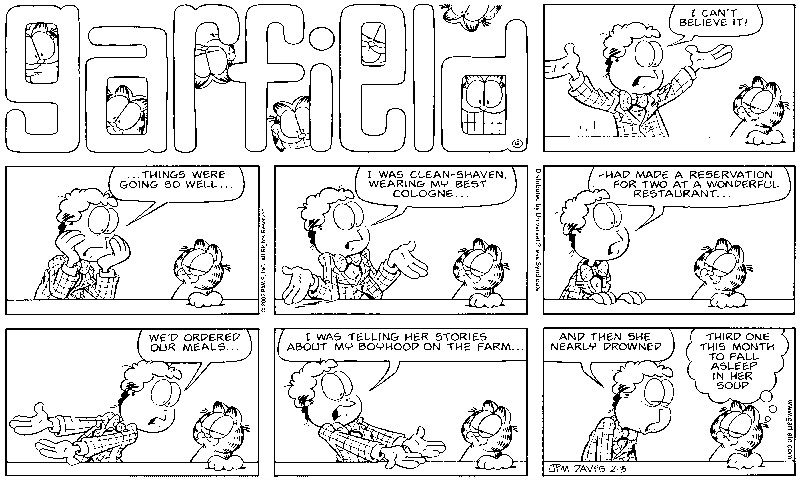 garfield
I CAN'T
BELIEVE IT!
...THINGS WERE
GOING SO WELL...
I WAS CLEAN-SHAVEN,
WEARING MY BEST
COLOGNE...
-HAD MADE A RESERVATION
FOR TWO AT A WONDERFUL
RESTAURANT...
WE'D ORDERED
OUR MEALS...
I WAS TELLING HER STORIES
ABOUT MY BOYHOOD ON THE FARM...
AND THEN SHE
NEARLY DROWNED
THIRD ONE
THIS MONTH
TO FALL
ASLEEP
IN HER
SOUP
JPM DAVIS 2-3